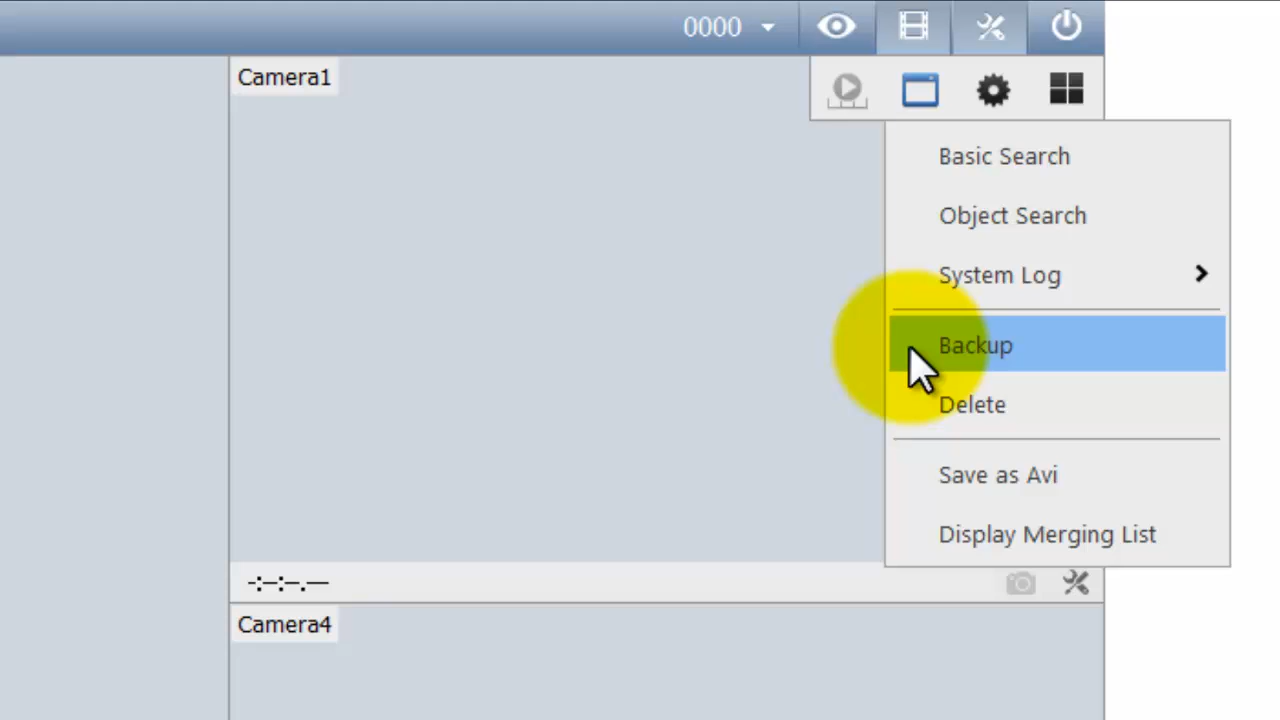 0000
Camera1
Basic Search
Object Search
System Log
Backup
Delete
Save as Avi
Display Merging List
-:--:--.---
Camera4